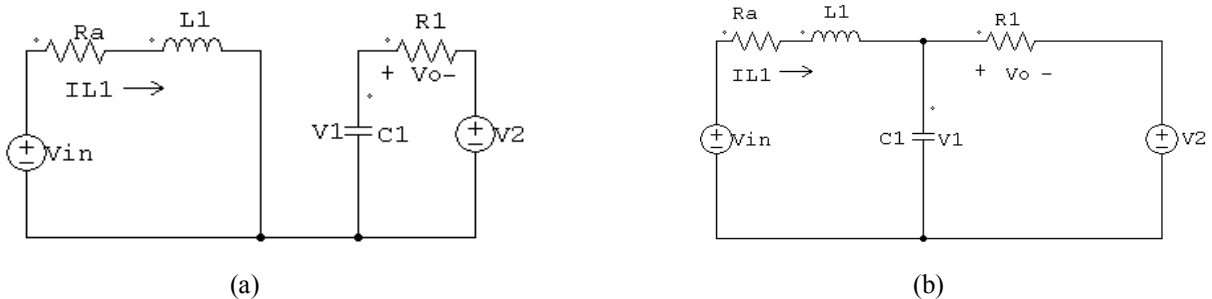 Ra L1 R1
IL1 + Vo -
Vin V1 C1 V2
(a)
Ra L1 R1
IL1 + Vo -
Vin C1 V1 V2
(b)